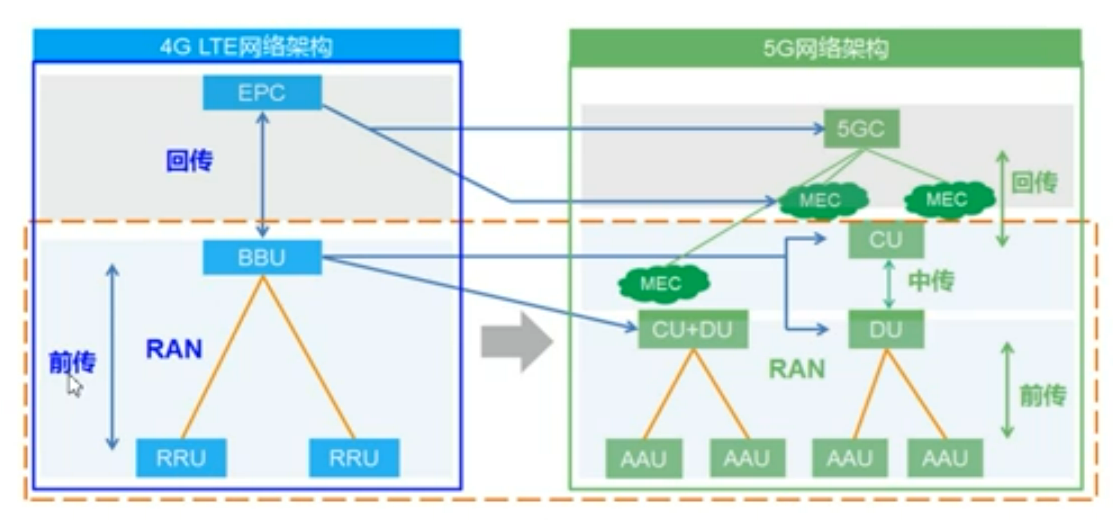 4G LTE网络架构
EPC
回传
BBU
前传
RAN
RRU
RRU
5G网络架构
5GC
MEC
MEC
回传
CU
MEC
中传
CU+DU
DU
RAN
前传
AAU
AAU
AAU
AAU